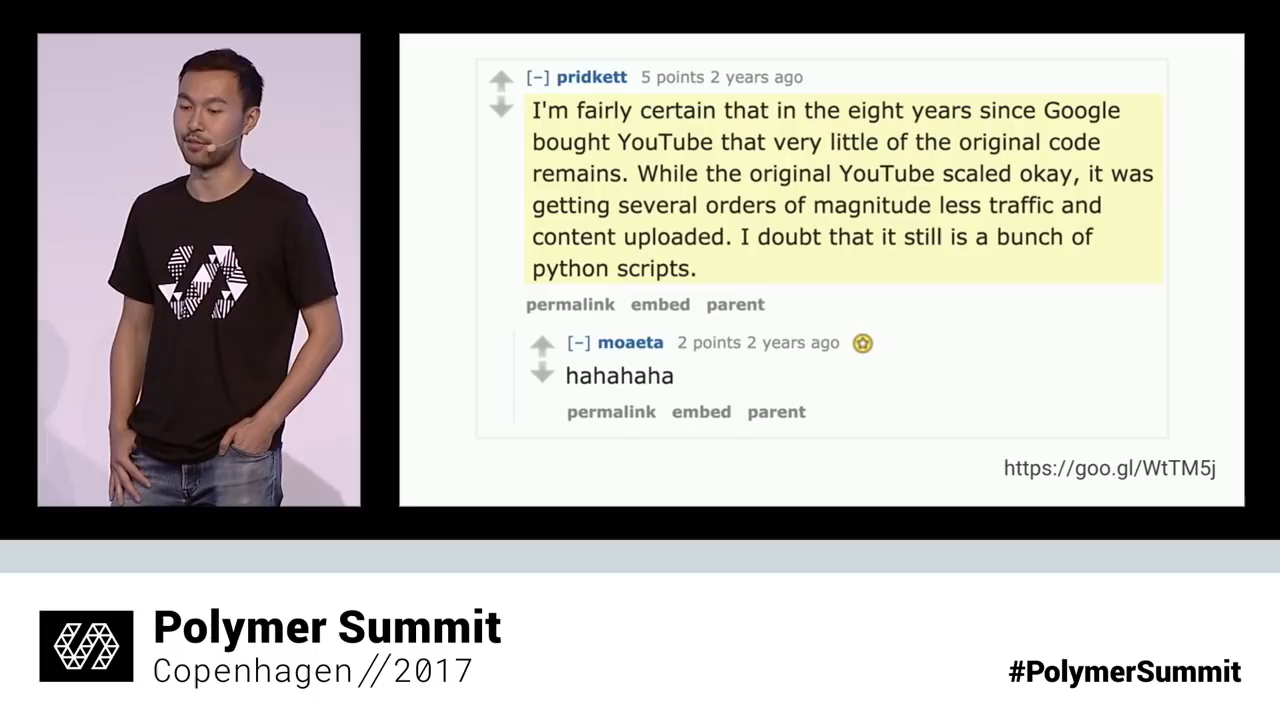 [–] pridkett 5 points 2 years ago
I'm fairly certain that in the eight years since Google
bought YouTube that very little of the original code
remains. While the original YouTube scaled okay, it was
getting several orders of magnitude less traffic and
content uploaded. I doubt that it still is a bunch of
python scripts.
permalink embed parent
[–] moaeta 2 points 2 years ago
hahahaha
permalink embed parent
https://goo.gl/WtTM5j
Polymer Summit
Copenhagen//2017
#PolymerSummit